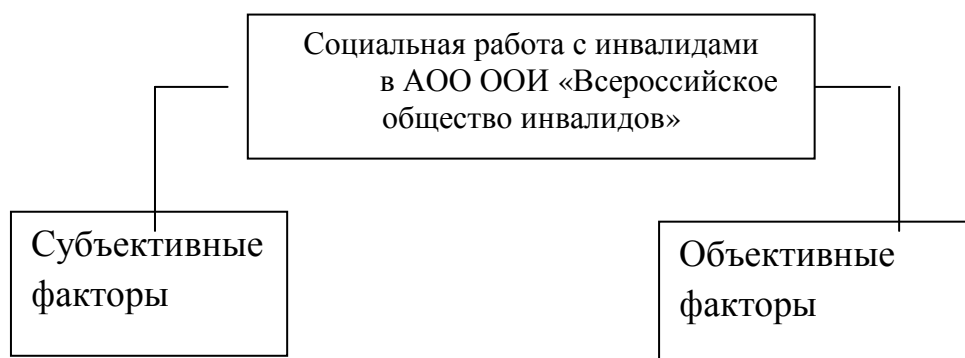 Социальная работа с инвалидами
в АОО ООИ «Всероссийское
общество инвалидов»
Субъективные
факторы
Объективные
факторы